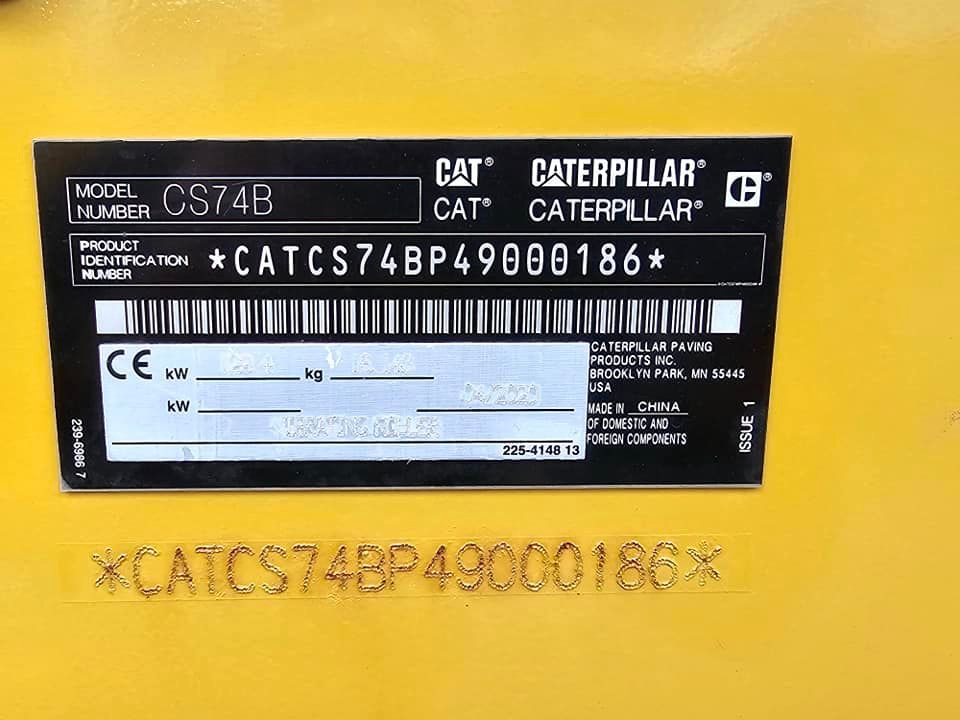 MODEL NUMBER CS74B
CAT® CATERPILLAR®
CAT® CATERPILLAR®
PRODUCT IDENTIFICATION NUMBER *CATCS74BP49000186*
CE kW kg
kW
VIBRATING ROLLER
225-4148 13
CATERPILLAR PAVING
PRODUCTS INC.
BROOKLYN PARK, MN 55445
USA
MADE IN CHINA
OF DOMESTIC AND
FOREIGN COMPONENTS
239-6986 7
ISSUE 1
*CATCS74BP49000186*